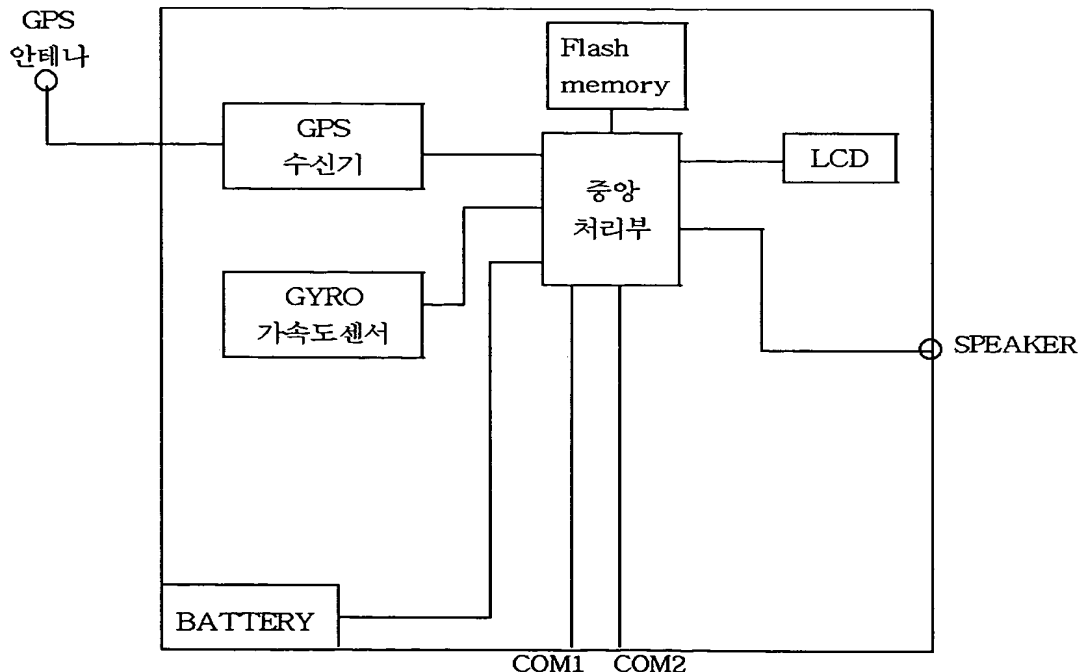 GPS
안테나
Flash
memory
GPS
수신기
LCD
중앙
처리부
GYRO
가속도센서
SPEAKER
BATTERY
COM1 COM2